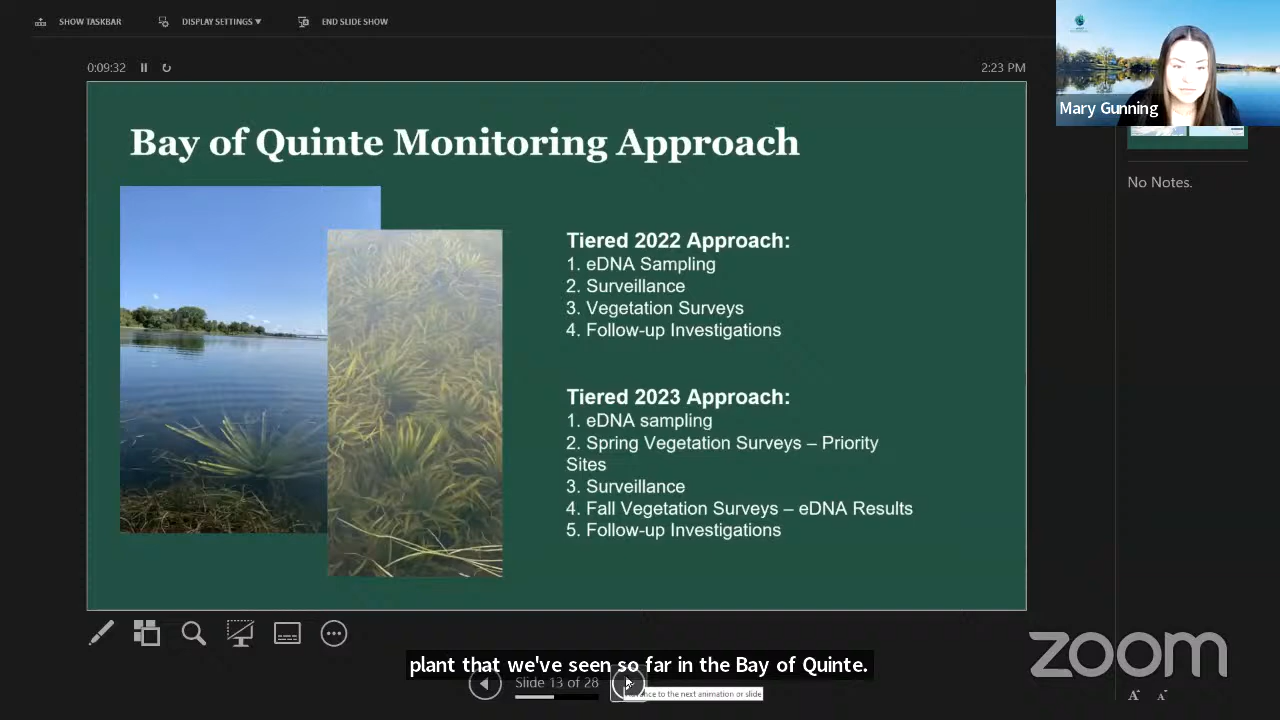 SHOW TASKBAR
DISPLAY SETTINGS ▼
END SLIDE SHOW
0:09:32
2:23 PM
Mary Gunning
No Notes.
Bay of Quinte Monitoring Approach
Tiered 2022 Approach:
1. eDNA Sampling
2. Surveillance
3. Vegetation Surveys
4. Follow-up Investigations
Tiered 2023 Approach:
1. eDNA sampling
2. Spring Vegetation Surveys – Priority
Sites
3. Surveillance
4. Fall Vegetation Surveys – eDNA Results
5. Follow-up Investigations
plant that we've seen so far in the Bay of Quinte.
Slide 13 of 28
dvance to the next animation or slide
zoom
A A